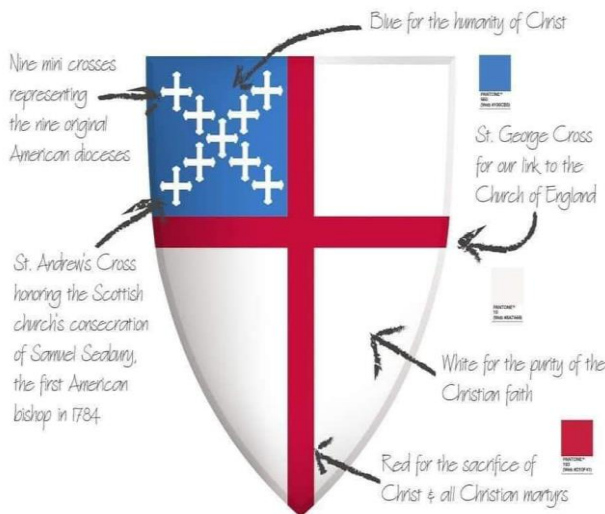 Blue for the humanity of Christ
Nine mini crosses
representing
the nine original
American dioceses
PANTONE®
St. George Cross
for our link to the
Church of England
St. Andrew's Cross
honoring the Scottish
church's consecration
of Samuel Seabury,
the first American
bishop in 1784
PANTONE®
White for the purity of the
Christian faith
PANTONE®
Red for the sacrifice of
Christ & all Christian martyrs